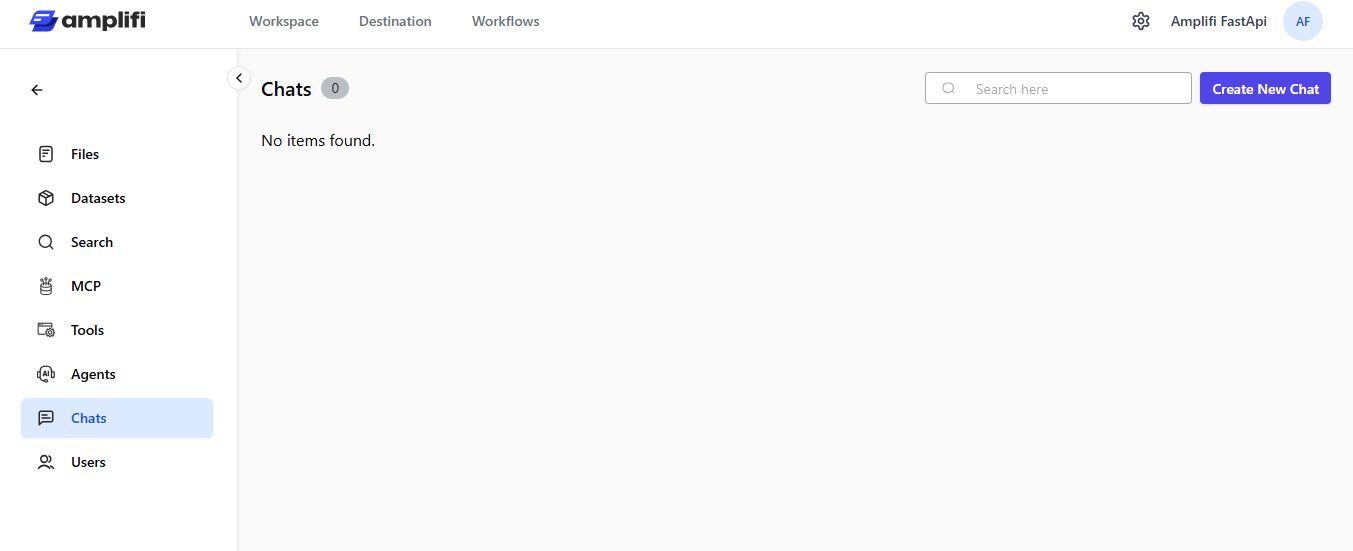 amplifi
Workspace
Destination
Workflows
Amplifi FastApi
AF
Files
Datasets
Search
MCP
Tools
AI
Agents
Chats
Users
Chats
0
Search here
Create New Chat
No items found.